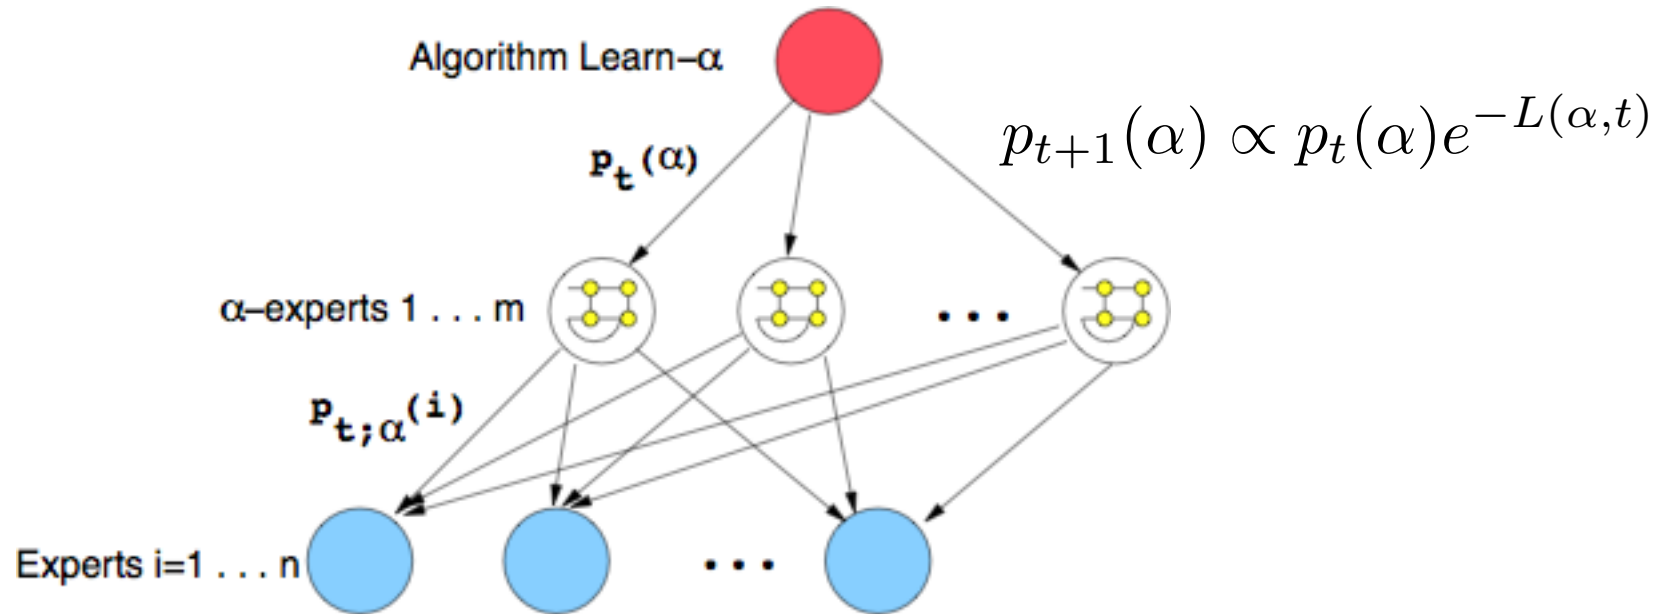 Algorithm Learn–α
p_t(α)
p_{t+1}(α) ∝ p_t(α)e^{−L(α,t)}
α–experts 1 . . . m
. . .
p_{t;α}(i)
Experts i=1 . . . n
. . .